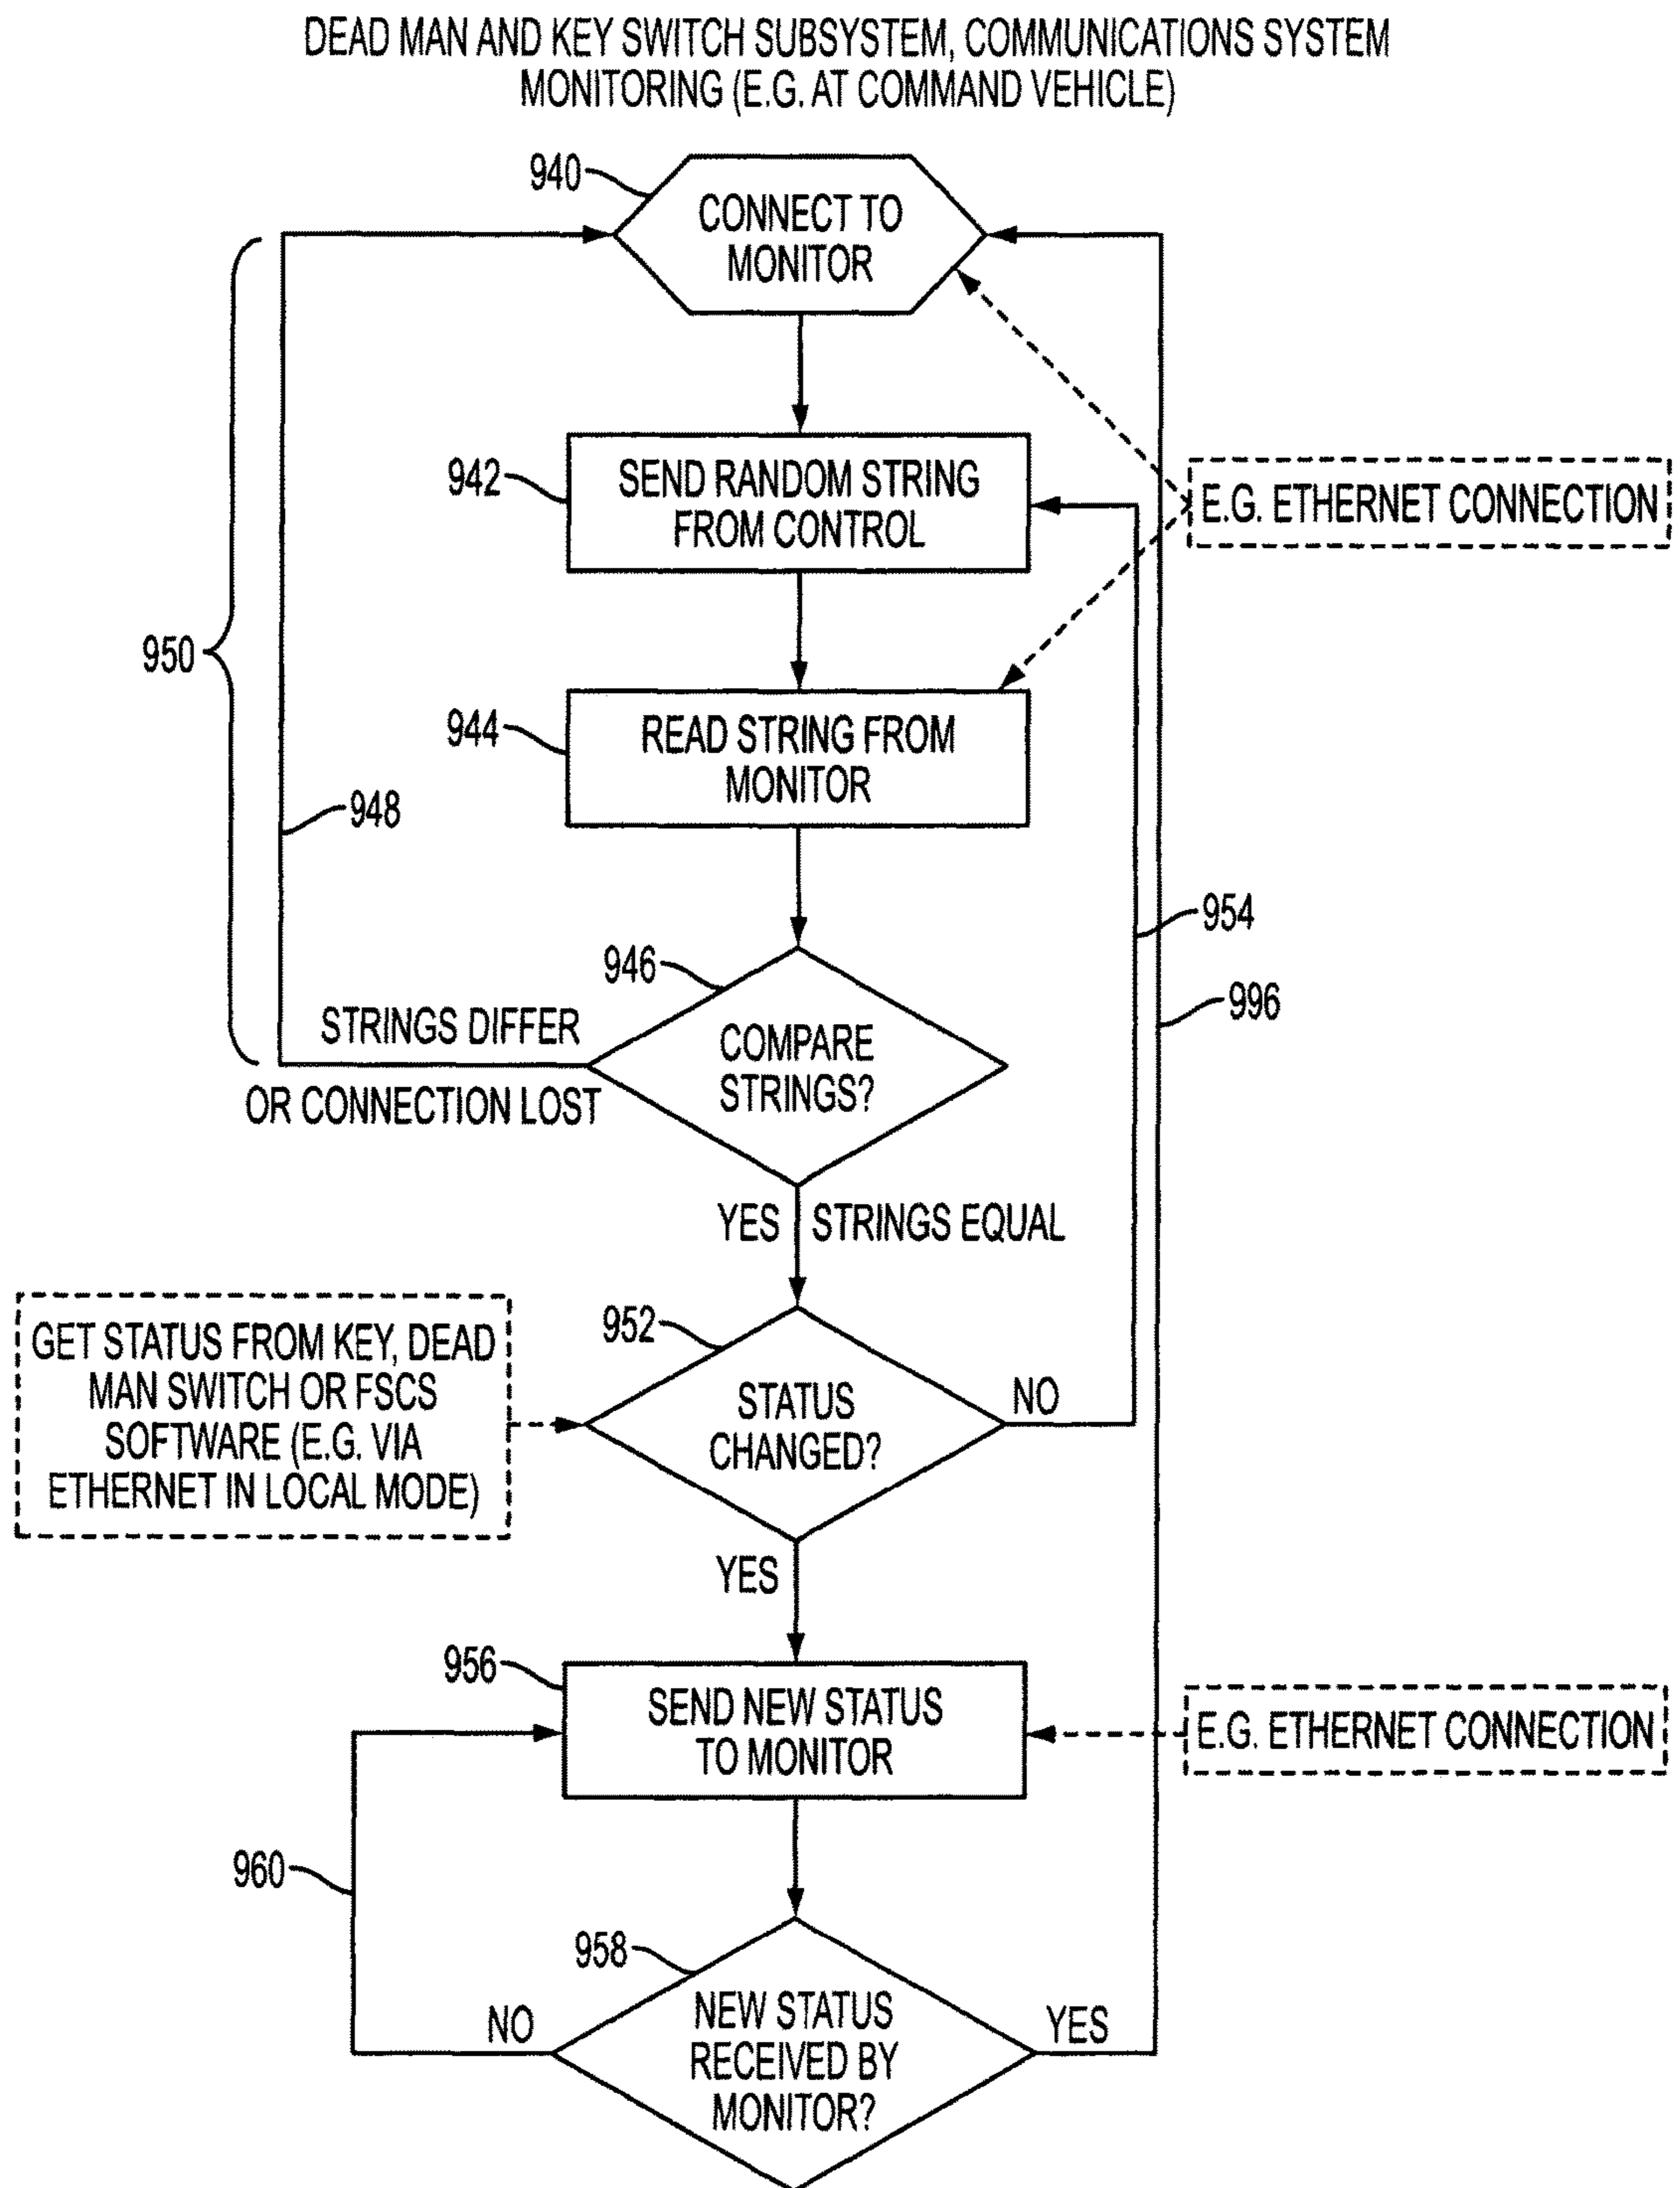 DEAD MAN AND KEY SWITCH SUBSYSTEM, COMMUNICATIONS SYSTEM
MONITORING (E.G. AT COMMAND VEHICLE)
940
CONNECT TO
MONITOR
942
SEND RANDOM STRING
FROM CONTROL
E.G. ETHERNET CONNECTION
950
944
READ STRING FROM
MONITOR
948
954
946
996
STRINGS DIFFER
OR CONNECTION LOST
COMPARE
STRINGS?
YES STRINGS EQUAL
GET STATUS FROM KEY, DEAD
MAN SWITCH OR FSCS
SOFTWARE (E.G. VIA
ETHERNET IN LOCAL MODE)
952
STATUS
CHANGED?
NO
YES
956
SEND NEW STATUS
TO MONITOR
E.G. ETHERNET CONNECTION
960
958
NO
NEW STATUS
RECEIVED BY
MONITOR?
YES